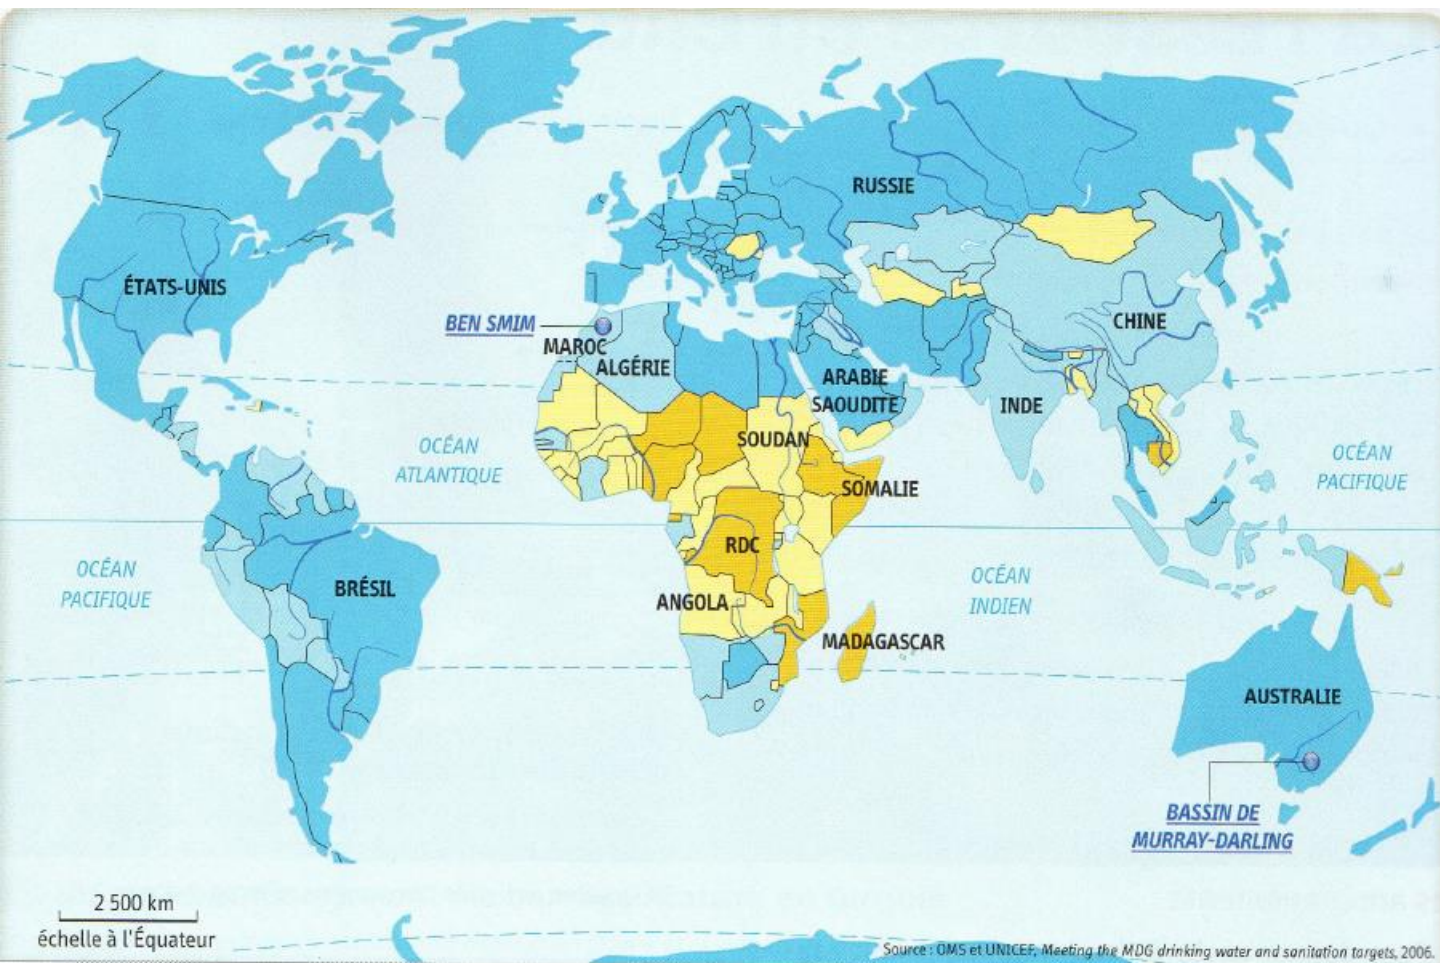 RUSSIE
ÉTATS-UNIS
BEN SMIM
MAROC
ALGÉRIE
CHINE
ARABIE
SAOUDITE
INDE
OCÉAN
ATLANTIQUE
SOUDAN
OCÉAN
PACIFIQUE
SOMALIE
RDC
OCÉAN
PACIFIQUE
BRÉSIL
OCÉAN
INDIEN
ANGOLA
MADAGASCAR
AUSTRALIE
BASSIN DE
MURRAY-DARLING
2 500 km
échelle à l'Équateur
Source : OMS et UNICEF, Meeting the MDG drinking water and sanitation targets, 2006.